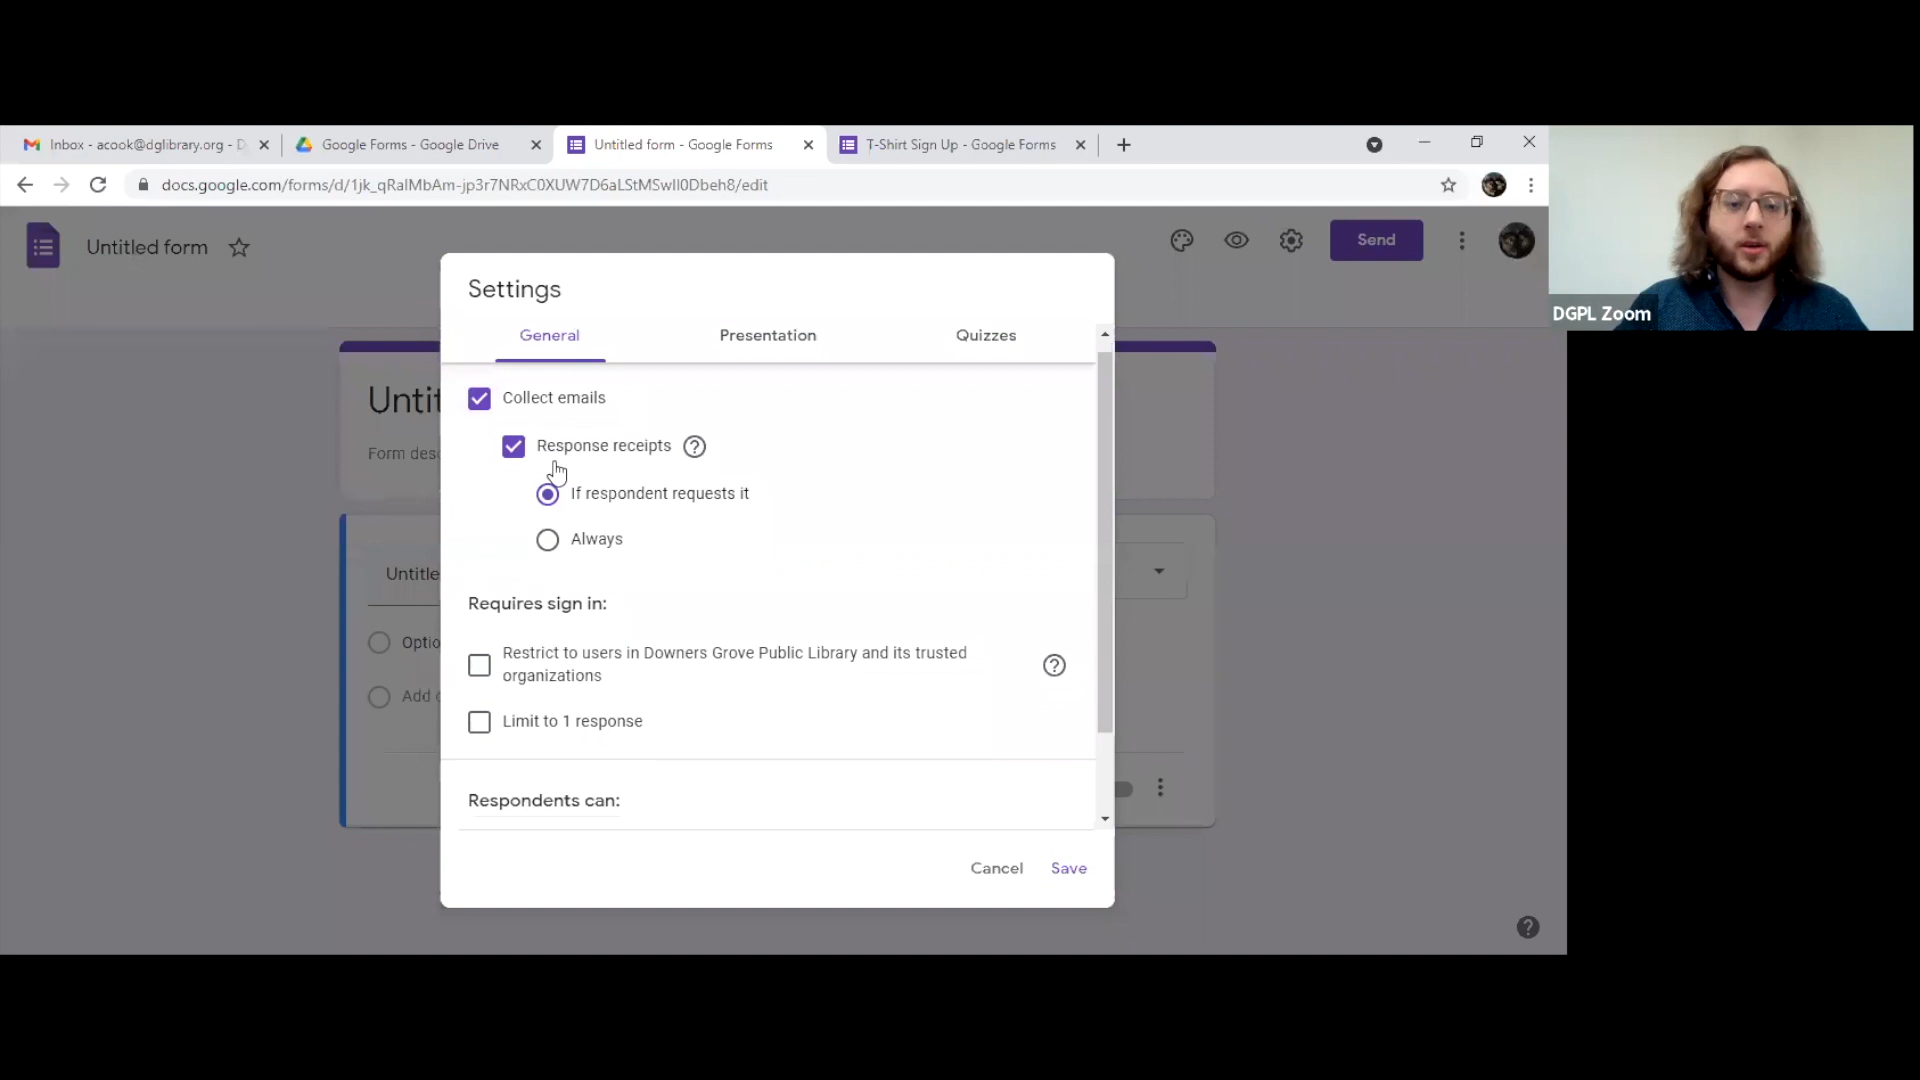 Inbox - acook@dglibrary.org - D
Google Forms - Google Drive
Untitled form - Google Forms
T-Shirt Sign Up - Google Forms
docs.google.com/forms/d/1jk_qRalMbAm-jp3r7NRxC0XUW7D6aLStMSwII0Dbeh8/edit
Untitled form
Send
DGPL Zoom
Settings
General
Presentation
Quizzes
Untit
Form des
Collect emails
Response receipts
If respondent requests it
Always
Untitle
Requires sign in:
Restrict to users in Downers Grove Public Library and its trusted
organizations
Optio
Add
Limit to 1 response
Respondents can:
Cancel
Save